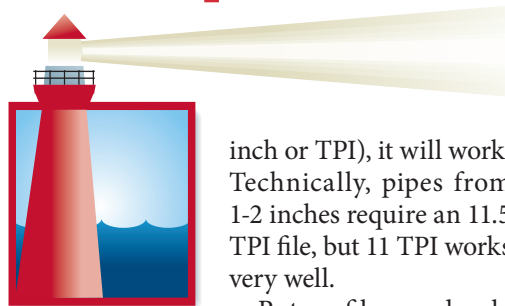 inch or TPI), it will work
Technically, pipes from
1-2 inches require an 11.5
TPI file, but 11 TPI works
very well.